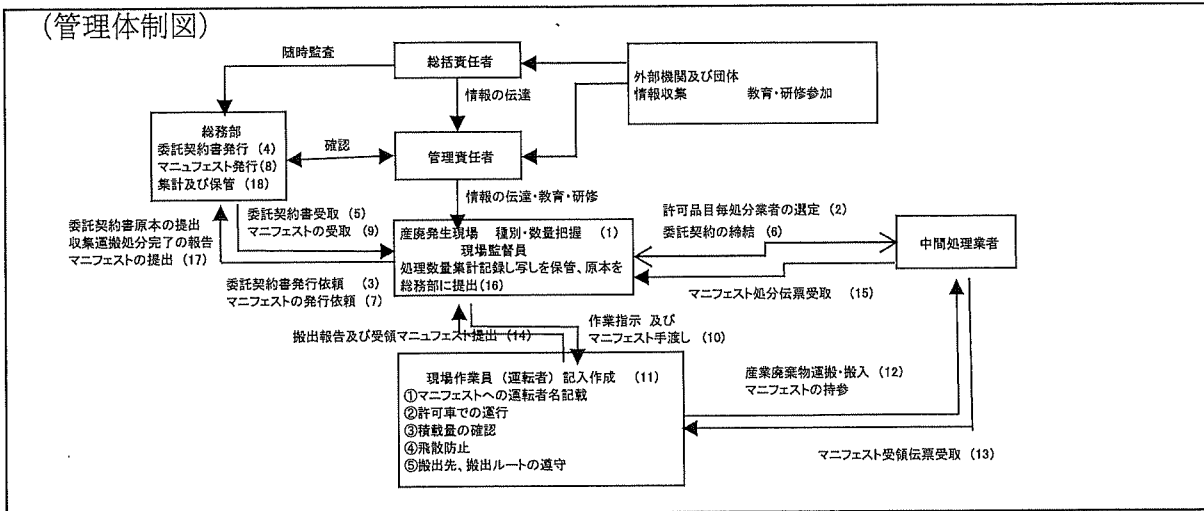 (管理体制図)
随時監査
総括責任者
外部機関及び団体
情報収集 教育・研修参加
情報の伝達
総務部
委託契約書発行 (4)
マニュフェスト発行(8)
集計及び保管 (18)
確認
管理責任者
情報の伝達・教育・研修
委託契約書原本の提出
収集運搬処分完了の報告
マニフェストの提出 (17)
委託契約書受取 (5)
マニフェストの受取 (9)
産廃発生現場 種別・数量把握 (1)
現場監督員
処理数量集計記録し写しを保管、原本を
総務部に提出(16)
許可品目毎処分業者の選定 (2)
委託契約の締結 (6)
中間処理業者
委託契約書発行依頼 (3)
マニフェストの発行依頼 (7)
マニフェスト処分伝票受取 (15)
搬出報告及び受領マニュフェスト提出 (14)
作業指示 及び
マニフェスト手渡し (10)
現場作業員 (運転者) 記入作成 (11)
①マニフェストへの運転者名記載
②許可車での運行
③積載量の確認
④飛散防止
⑤搬出先、搬出ルートの遵守
産業廃棄物運搬・搬入 (12)
マニフェストの持参
マニフェスト受領伝票受取 (13)